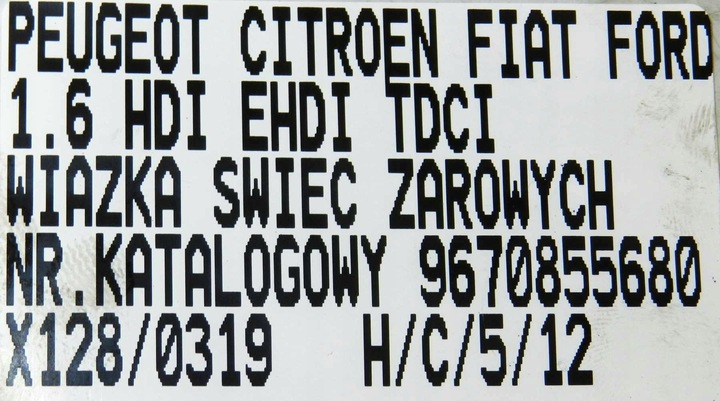 PEUGEOT CITROEN FIAT FORD
1.6 HDI EHDI TDCI
WIAZKA SWIEC ZAROWYCH
NR.KATALOGOWY 9670855680
X128/0319 H/C/5/12